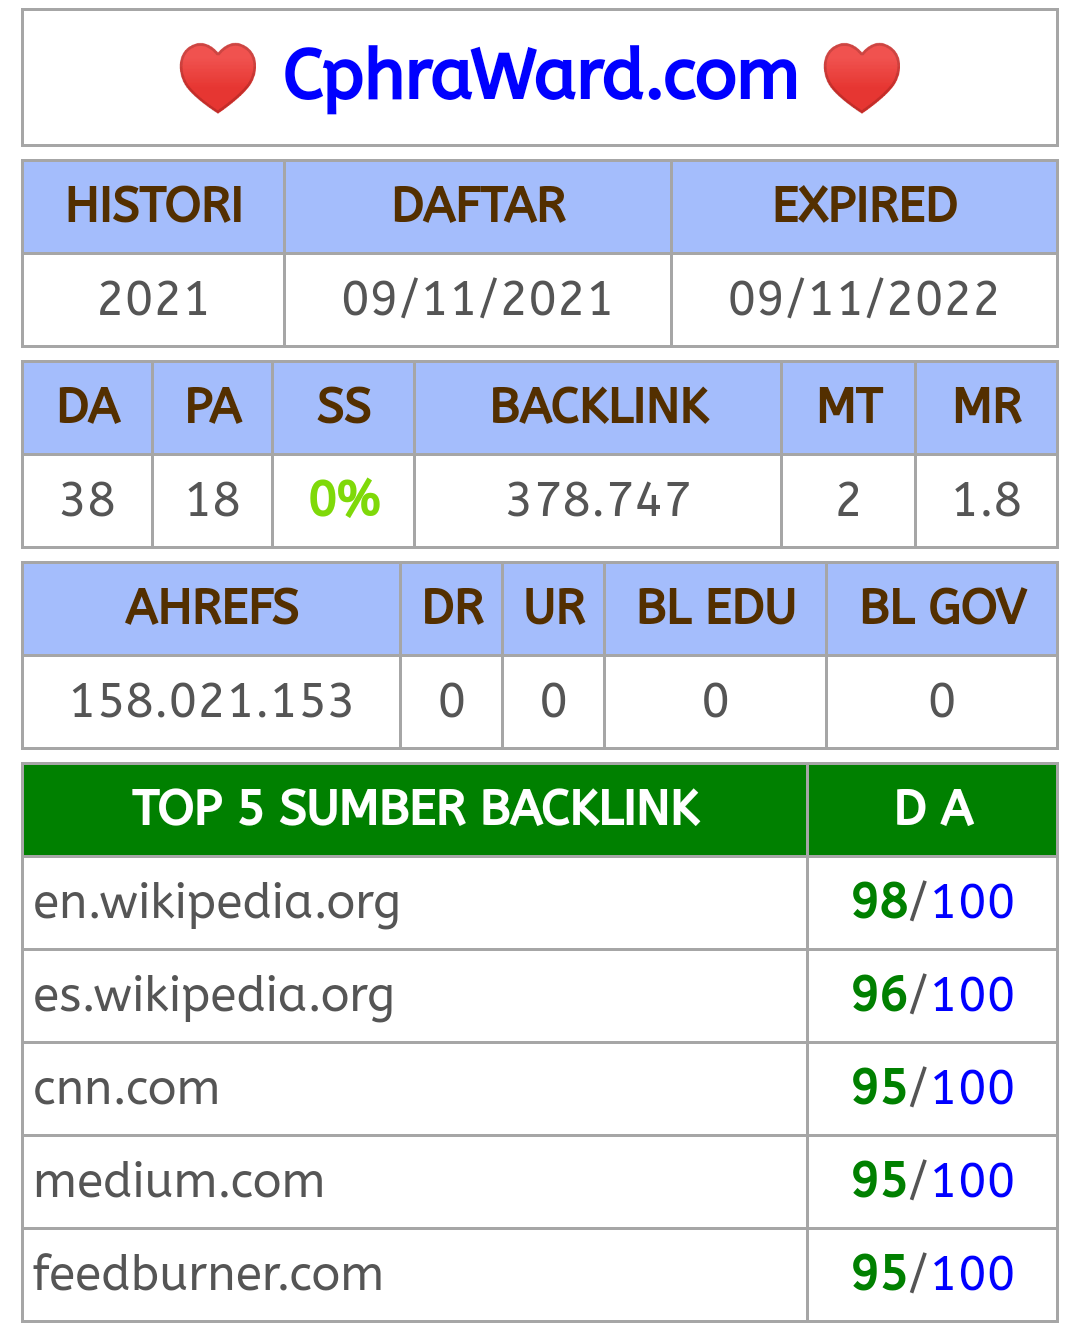 ❤️ CphraWard.com ❤️
HISTORI DAFTAR EXPIRED
2021 09/11/2021 09/11/2022
DA PA SS BACKLINK MT MR
38 18 0% 378.747 2 1.8
AHREFS DR UR BL EDU BL GOV
158.021.153 0 0 0 0
TOP 5 SUMBER BACKLINK D A
en.wikipedia.org 98/100
es.wikipedia.org 96/100
cnn.com 95/100
medium.com 95/100
feedburner.com 95/100